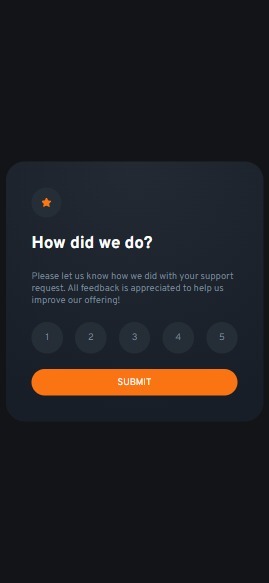 How did we do?
Please let us know how we did with your support
request. All feedback is appreciated to help us
improve our offering!
1 2 3 4 5
SUBMIT